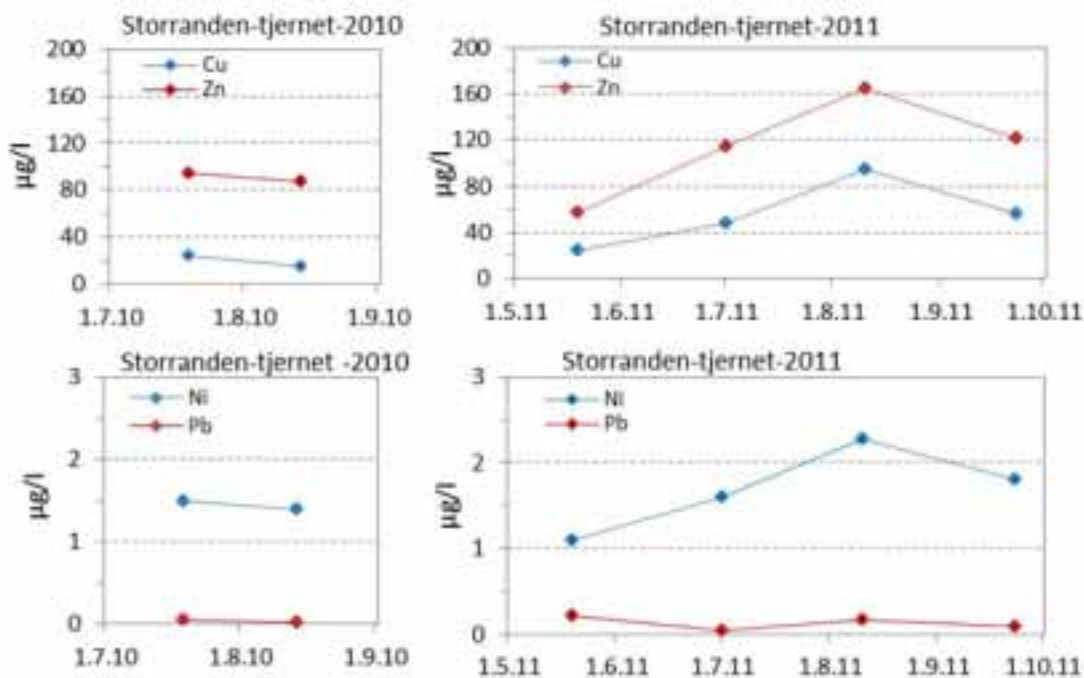 Storranden-tjernet-2010
200
160
120
80
40
0
µg/l
Cu
Zn
1.7.10 1.8.10 1.9.10
Storranden-tjernet-2011
200
160
120
80
40
0
µg/l
Cu
Zn
1.5.11 1.6.11 1.7.11 1.8.11 1.9.11 1.10.11
Storranden-tjernet -2010
3
2
1
0
µg/l
Ni
Pb
1.7.10 1.8.10 1.9.10
Storranden-tjernet-2011
3
2
1
0
µg/l
Ni
Pb
1.5.11 1.6.11 1.7.11 1.8.11 1.9.11 1.10.11